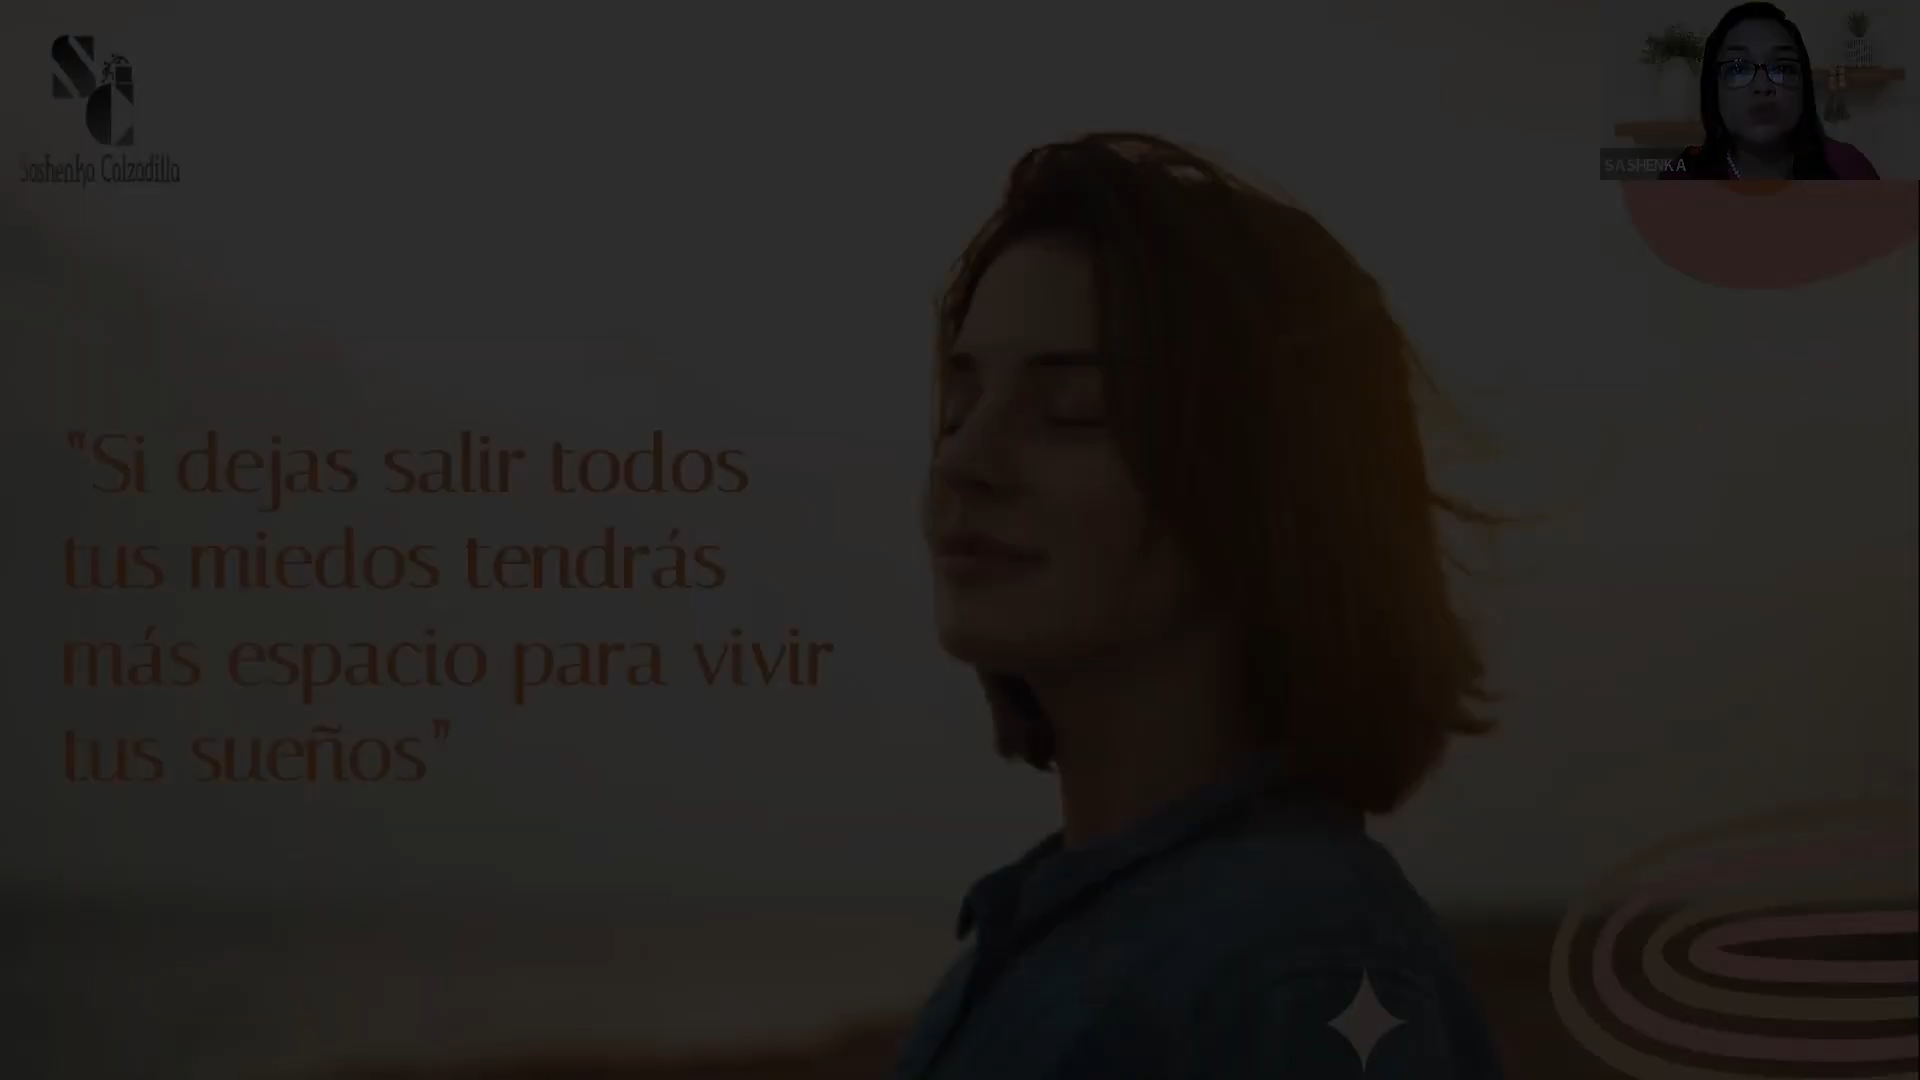 Sashenka Calzadilla
SASHENKA
"Si dejas salir todos
tus miedos tendrás
más espacio para vivir
tus sueños"